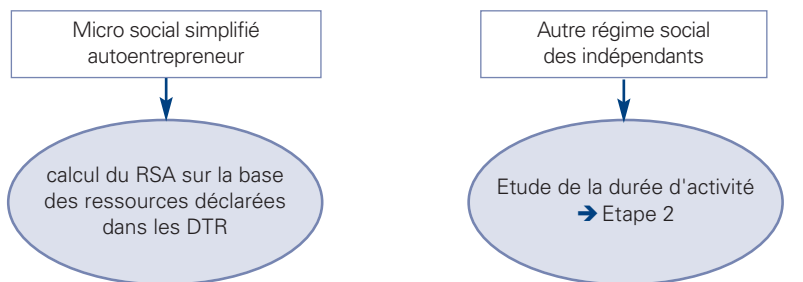 Micro social simplifié
autoentrepreneur
calcul du RSA sur la base
des ressources déclarées
dans les DTR
Autre régime social
des indépendants
Etude de la durée d'activité
➔ Etape 2